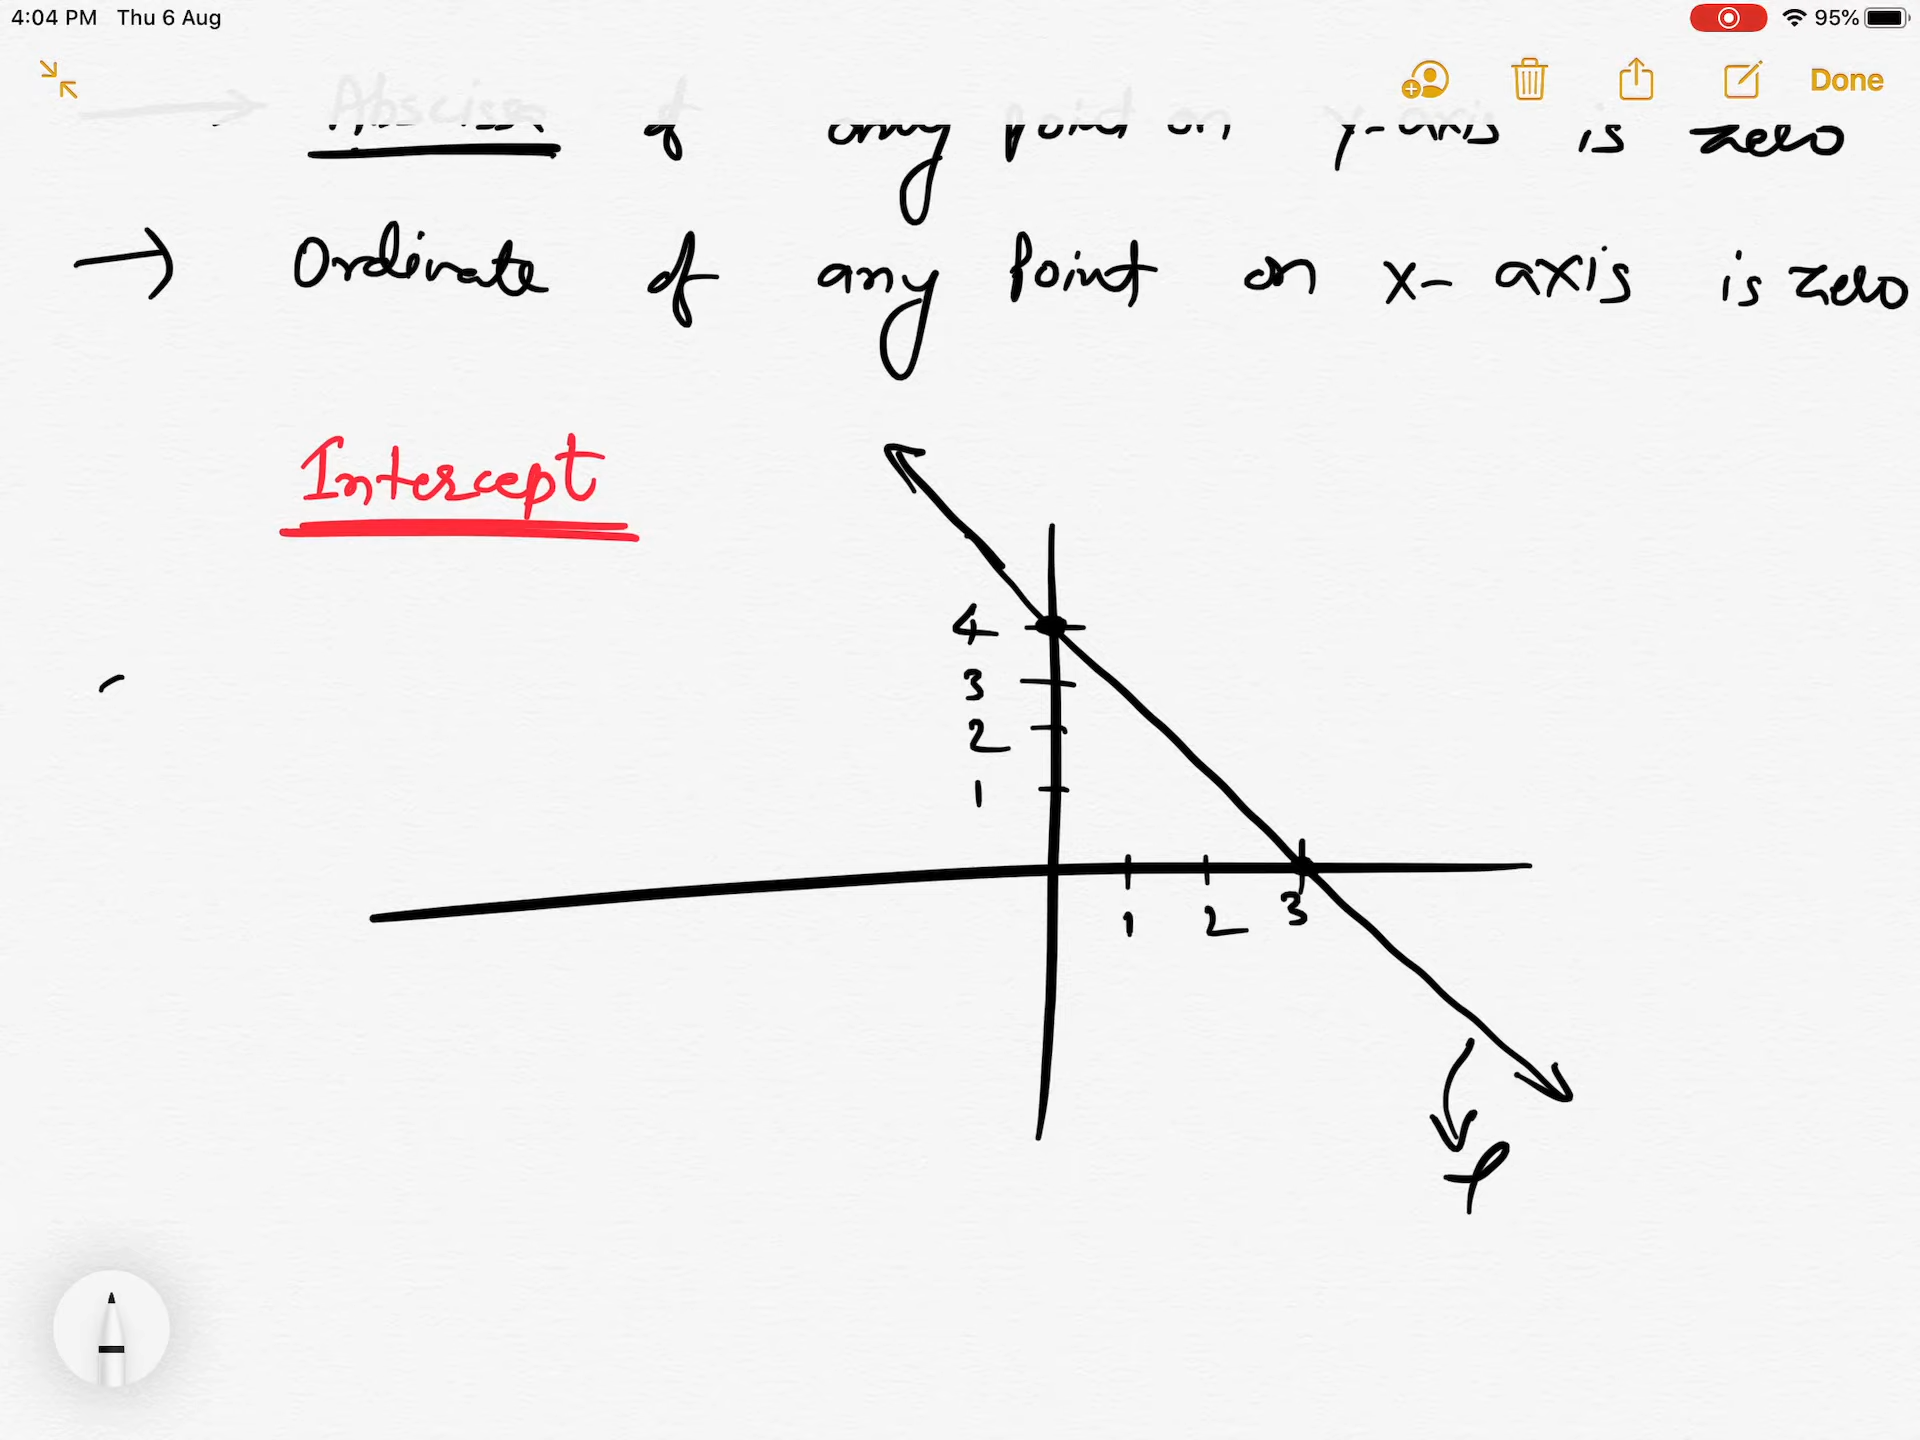 4:04 PM Thu 6 Aug 95%
Done
Abscissa of any point on y-axis is zero
→ Ordinate of any point on x- axis is zero
Intercept
4
3
2
1
1 2 3